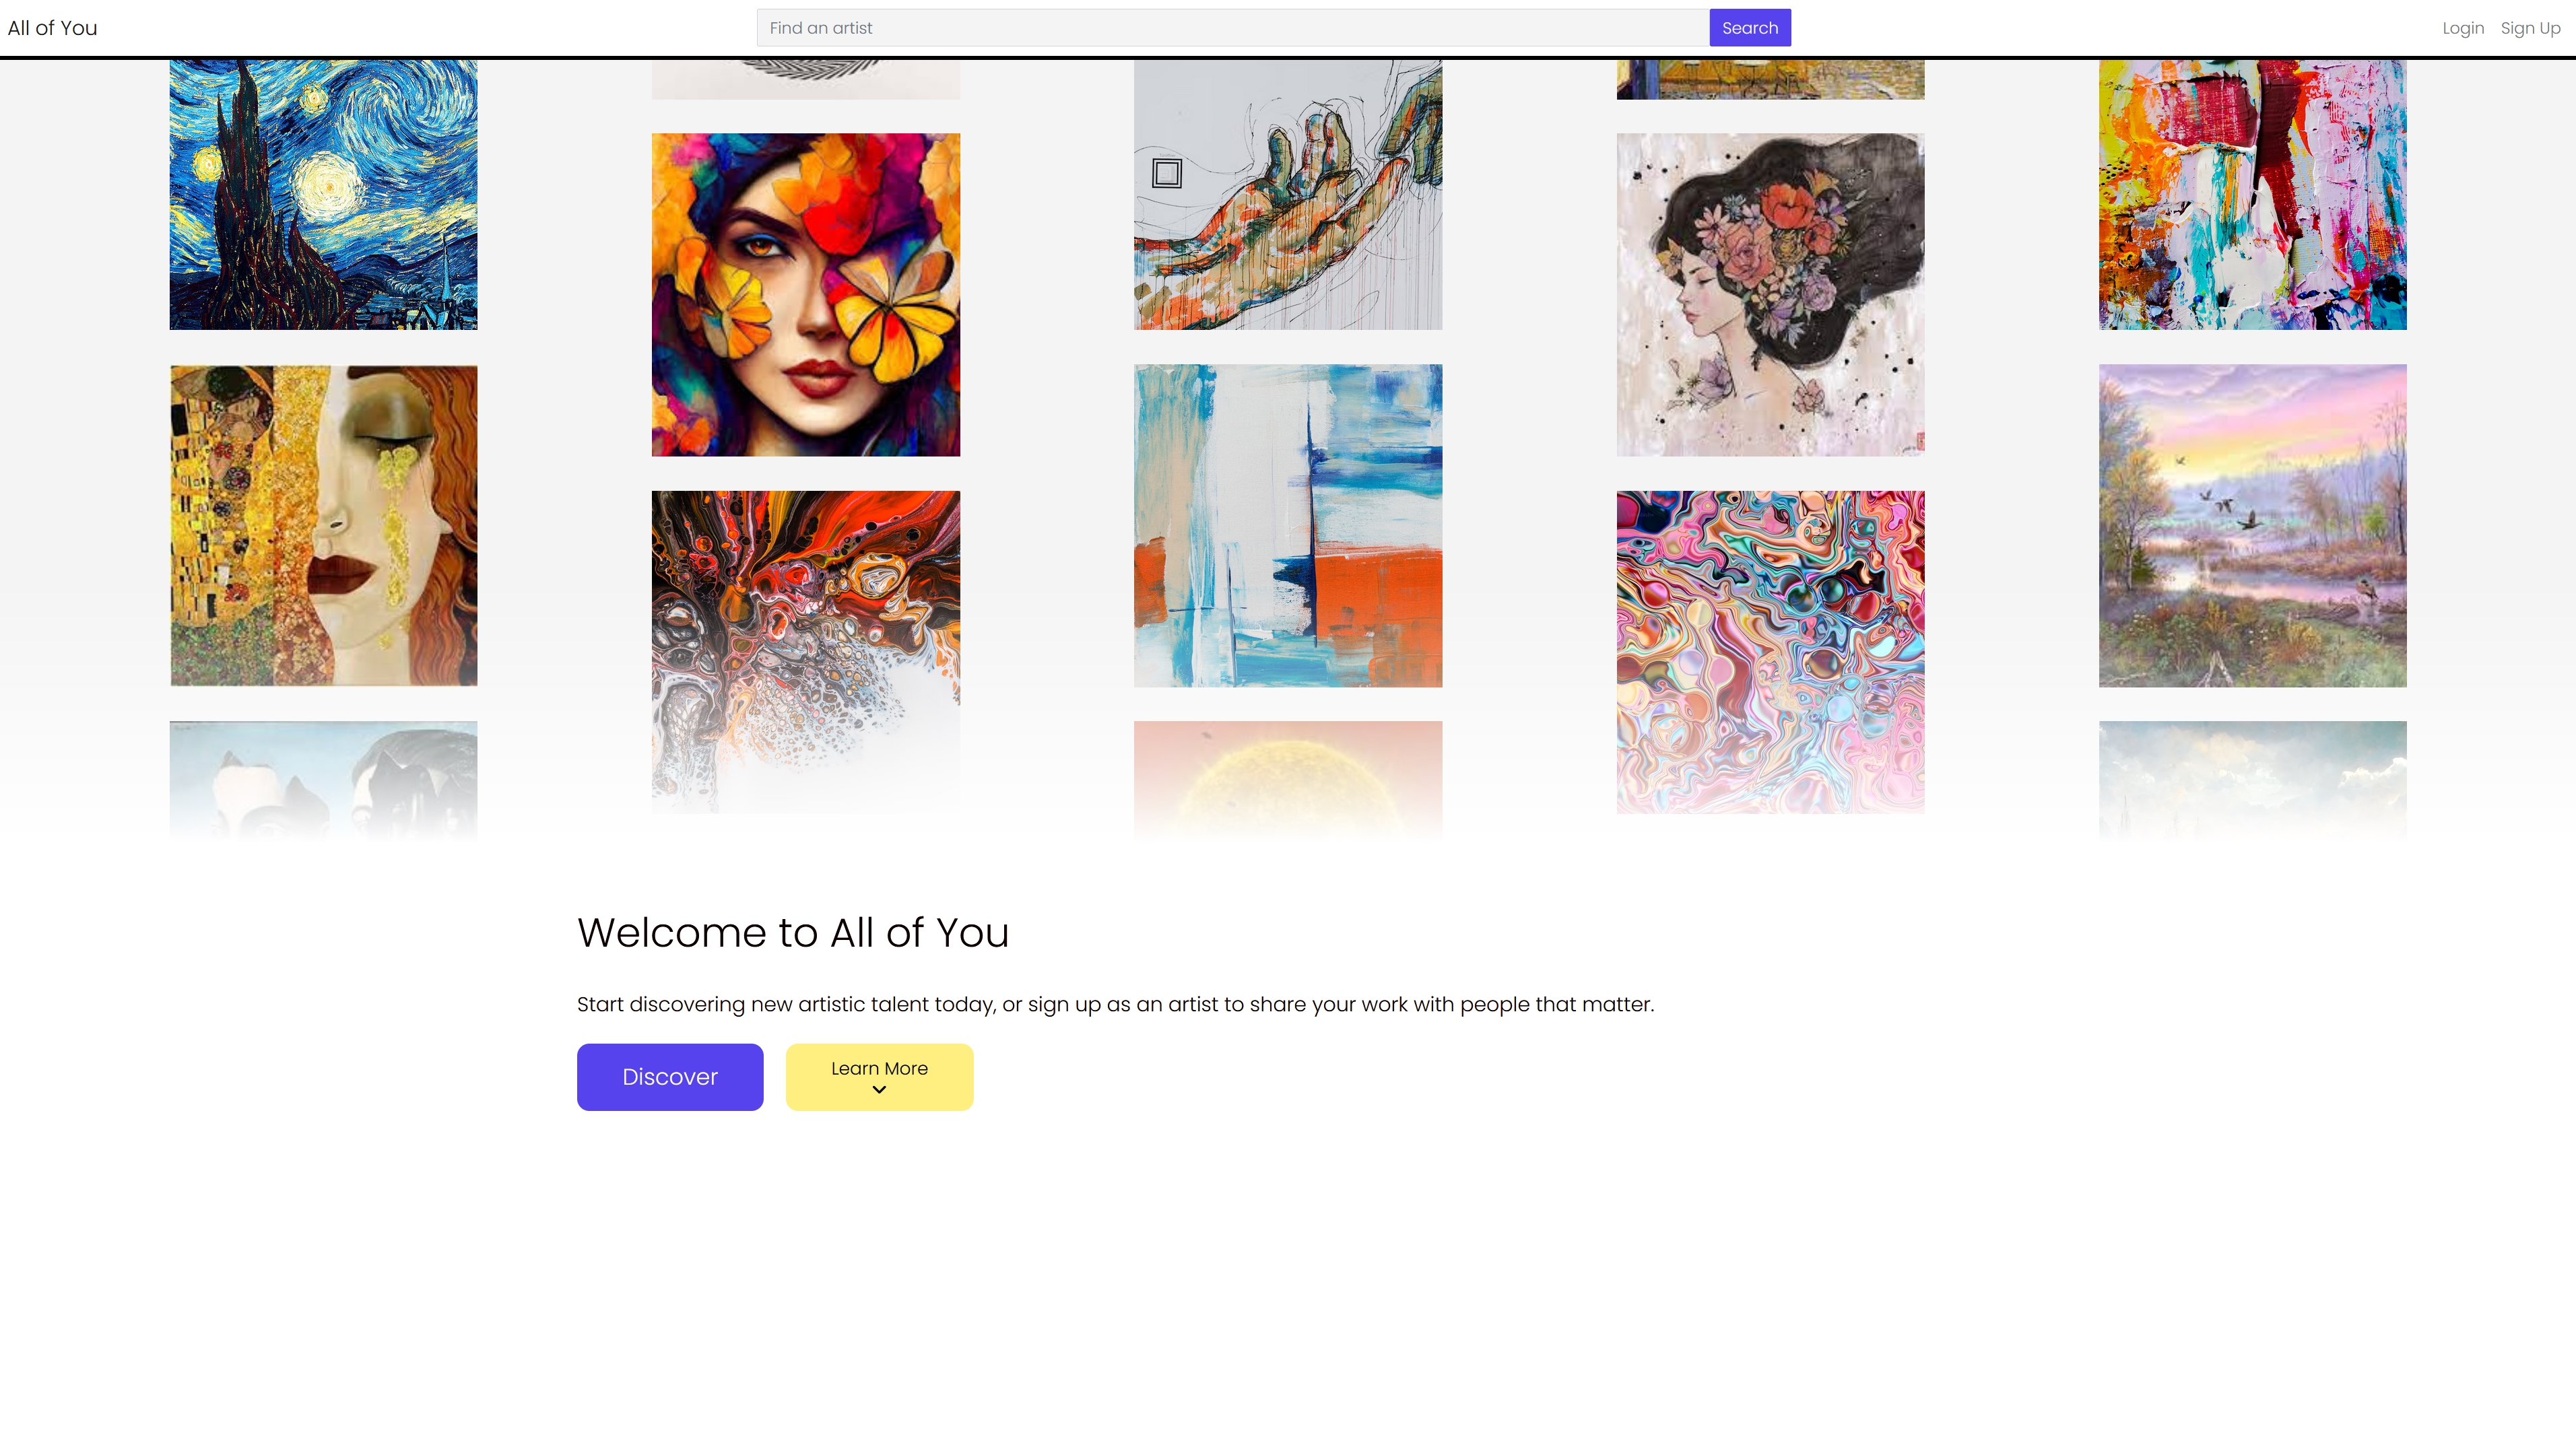 All of You
Find an artist
Search
Login
Sign Up
Welcome to All of You
Start discovering new artistic talent today, or sign up as an artist to share your work with people that matter.
Discover
Learn More